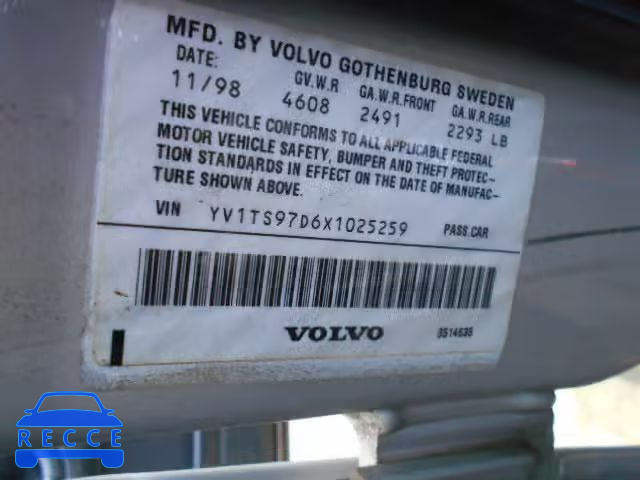 MFD. BY VOLVO GOTHENBURG SWEDEN
DATE: GV.W.R GA.W.R.FRONT GA.W.R.REAR
11/98 4608 2491 2293 LB
THIS VEHICLE CONFORMS TO ALL APPLICABLE FEDERAL
MOTOR VEHICLE SAFETY, BUMPER AND THEFT PROTEC-
TION STANDARDS IN EFFECT ON THE DATE OF MANUFAC-
TURE SHOWN ABOVE.
VIN YV1TS97D6X1025259 PASS.CAR
VOLVO 3514636
RECCE